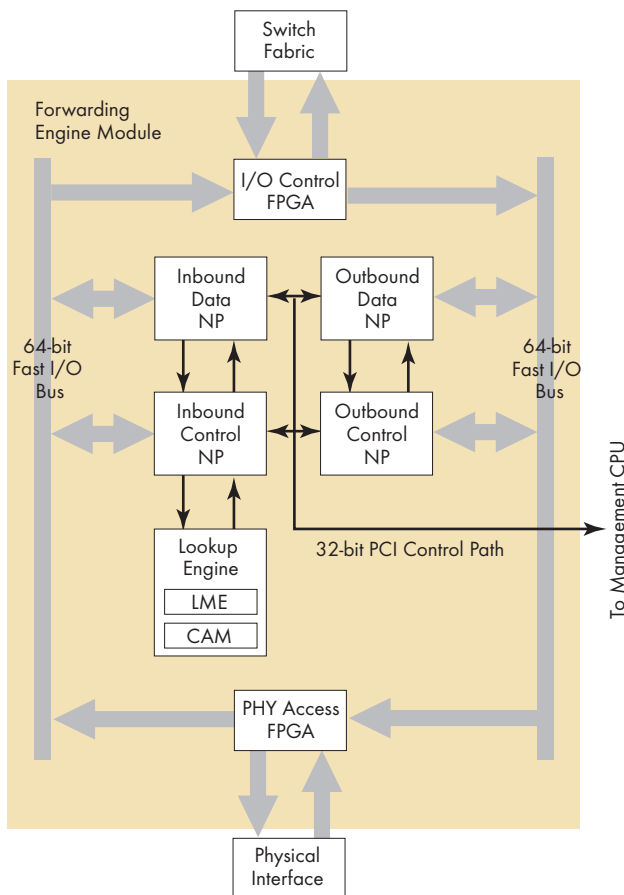 Switch
Fabric
Forwarding
Engine Module
I/O Control
FPGA
Inbound
Data
NP
Outbound
Data
NP
64-bit
Fast I/O
Bus
64-bit
Fast I/O
Bus
Inbound
Control
NP
Outbound
Control
NP
Lookup
Engine
LME
CAM
32-bit PCI Control Path
To Management CPU
PHY Access
FPGA
Physical
Interface